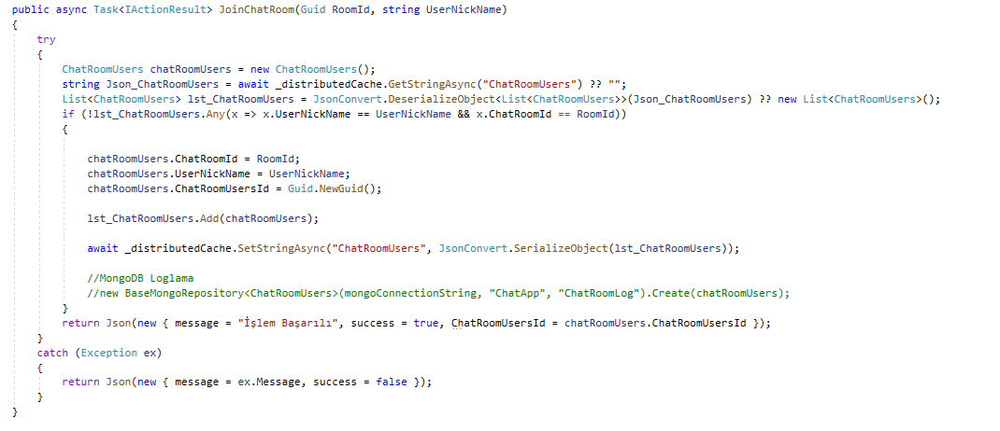 public async Task<IActionResult> JoinChatRoom(Guid RoomId, string UserNickName)
{
try
{
ChatRoomUsers chatRoomUsers = new ChatRoomUsers();
string Json_ChatRoomUsers = await _distributedCache.GetStringAsync("ChatRoomUsers") ?? "";
List<ChatRoomUsers> lst_ChatRoomUsers = JsonConvert.DeserializeObject<List<ChatRoomUsers>>(Json_ChatRoomUsers) ?? new List<ChatRoomUsers>();
if (!lst_ChatRoomUsers.Any(x => x.UserNickName == UserNickName && x.ChatRoomId == RoomId))
{
chatRoomUsers.ChatRoomId = RoomId;
chatRoomUsers.UserNickName = UserNickName;
chatRoomUsers.ChatRoomUsersId = Guid.NewGuid();
lst_ChatRoomUsers.Add(chatRoomUsers);
await _distributedCache.SetStringAsync("ChatRoomUsers", JsonConvert.SerializeObject(lst_ChatRoomUsers));
//MongoDB Loglama
//new BaseMongoRepository<ChatRoomUsers>(mongoConnectionString, "ChatApp", "ChatRoomLog").Create(chatRoomUsers);
}
return Json(new { message = "İşlem Başarılı", success = true, ChatRoomUsersId = chatRoomUsers.ChatRoomUsersId });
}
catch (Exception ex)
{
return Json(new { message = ex.Message, success = false });
}
}